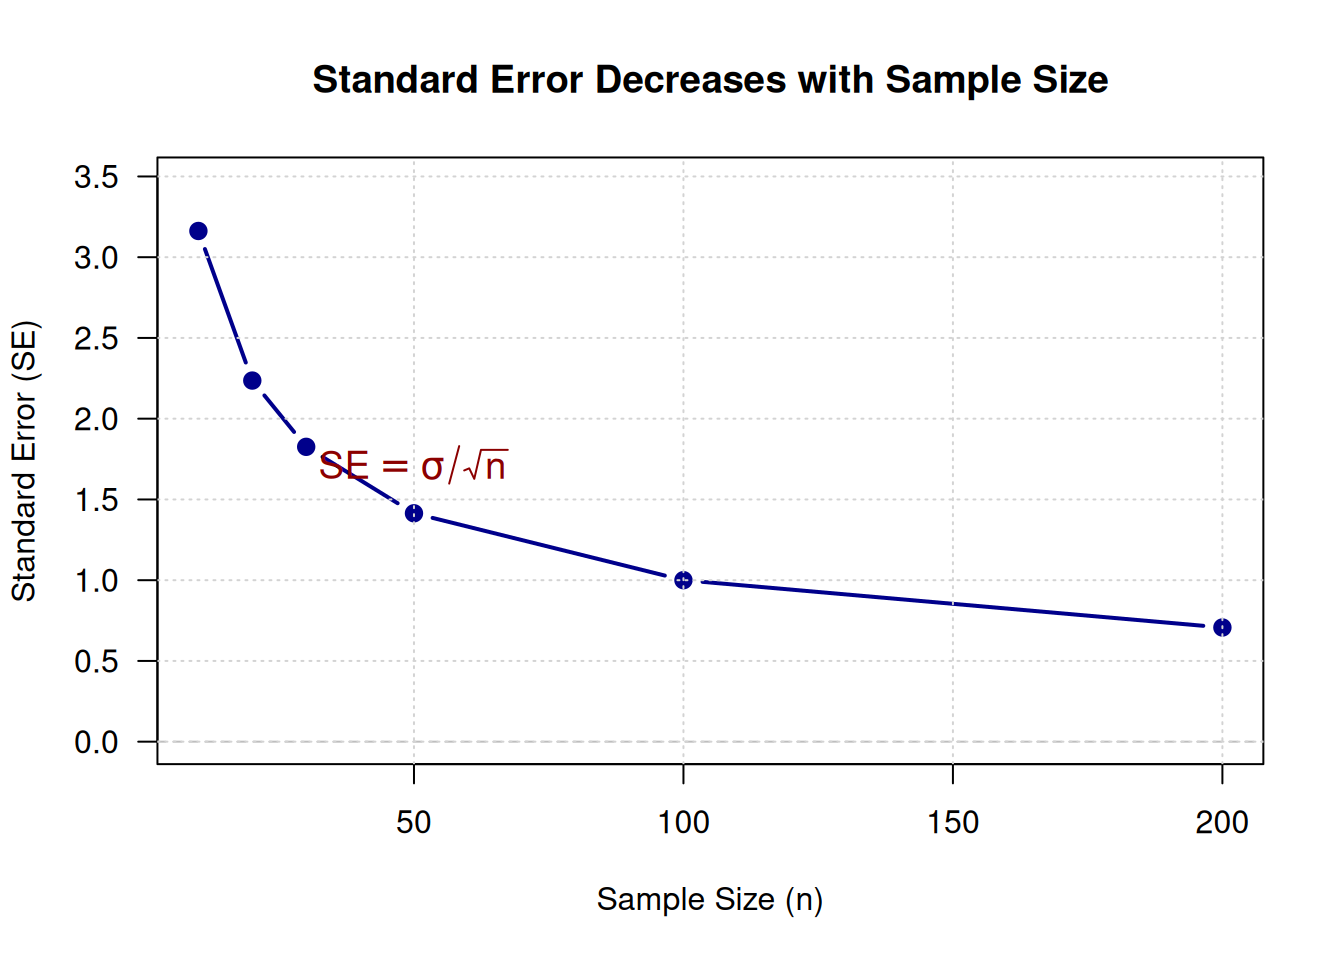 Standard Error Decreases with Sample Size
Standard Error (SE)
3.5
3.0
2.5
2.0
1.5
1.0
0.5
0.0
SE = σ/√n
50 100 150 200
Sample Size (n)